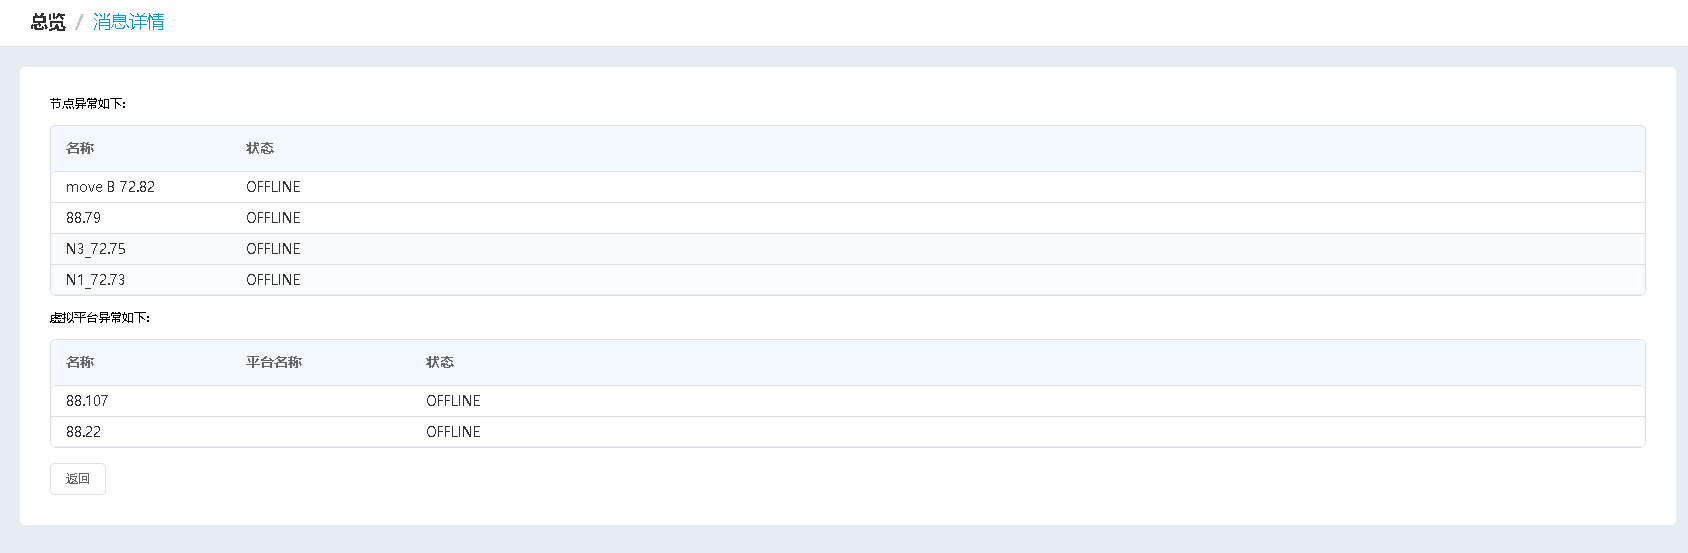 总览 / 消息详情
节点异常如下:
名称 状态
move B 72.82 OFFLINE
88.79 OFFLINE
N3_72.75 OFFLINE
N1_72.73 OFFLINE
虚拟平台异常如下:
名称 平台名称 状态
88.107 OFFLINE
88.22 OFFLINE
返回